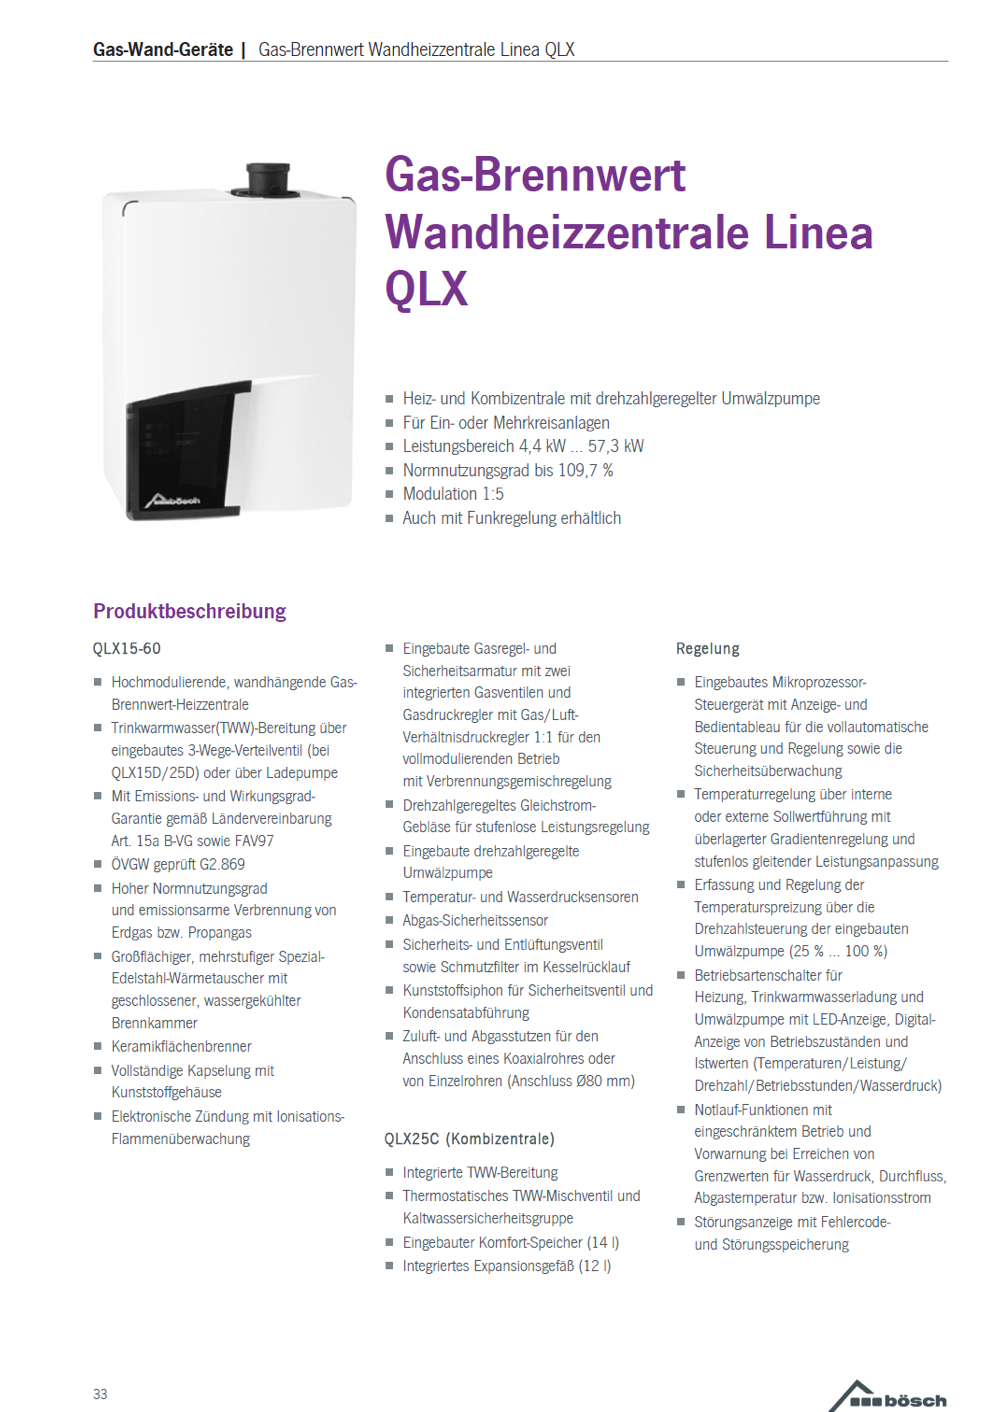 Gas-Wand-Geräte | Gas-Brennwert Wandheizzentrale Linea QLX
Gas-Brennwert
Wandheizzentrale Linea
QLX
bösch
■ Heiz- und Kombizentrale mit drehzahlgeregelter Umwälzpumpe
■ Für Ein- oder Mehrkreisanlagen
■ Leistungsbereich 4,4 kW ... 57,3 kW
■ Normnutzungsgrad bis 109,7 %
■ Modulation 1:5
■ Auch mit Funkregelung erhältlich
Produktbeschreibung
QLX15-60
■ Hochmodulierende, wandhängende Gas-
Brennwert-Heizzentrale
■ Trinkwarmwasser(TWW)-Bereitung über
eingebautes 3-Wege-Verteilventil (bei
QLX15D/25D) oder über Ladepumpe
■ Mit Emissions- und Wirkungsgrad-
Garantie gemäß Ländervereinbarung
Art. 15a B-VG sowie FAV97
■ ÖVGW geprüft G2.869
■ Hoher Normnutzungsgrad
und emissionsarme Verbrennung von
Erdgas bzw. Propangas
■ Großflächiger, mehrstufiger Spezial-
Edelstahl-Wärmetauscher mit
geschlossener, wassergekühlter
Brennkammer
■ Keramikflächenbrenner
■ Vollständige Kapselung mit
Kunststoffgehäuse
■ Elektronische Zündung mit Ionisations-
Flammenüberwachung
■ Eingebaute Gasregel- und
Sicherheitsarmatur mit zwei
integrierten Gasventilen und
Gasdruckregler mit Gas/Luft-
Verhältnisdruckregler 1:1 für den
vollmodulierenden Betrieb
mit Verbrennungsgemischregelung
■ Drehzahlgeregeltes Gleichstrom-
Gebläse für stufenlose Leistungsregelung
■ Eingebaute drehzahlgeregelte
Umwälzpumpe
■ Temperatur- und Wasserdrucksensoren
■ Abgas-Sicherheitssensor
■ Sicherheits- und Entlüftungsventil
sowie Schmutzfilter im Kesselrücklauf
■ Kunststoffsiphon für Sicherheitsventil und
Kondensatabführung
■ Zuluft- und Abgasstutzen für den
Anschluss eines Koaxialrohres oder
von Einzelrohren (Anschluss Ø80 mm)
QLX25C (Kombizentrale)
■ Integrierte TWW-Bereitung
■ Thermostatisches TWW-Mischventil und
Kaltwassersicherheitsgruppe
■ Eingebauter Komfort-Speicher (14 l)
■ Integriertes Expansionsgefäß (12 l)
Regelung
■ Eingebautes Mikroprozessor-
Steuergerät mit Anzeige- und
Bedientableau für die vollautomatische
Steuerung und Regelung sowie die
Sicherheitsüberwachung
■ Temperaturregelung über interne
oder externe Sollwertführung mit
überlagerter Gradientenregelung und
stufenlos gleitender Leistungsanpassung
■ Erfassung und Regelung der
Temperaturspreizung über die
Drehzahlsteuerung der eingebauten
Umwälzpumpe (25 % ... 100 %)
■ Betriebsartenschalter für
Heizung, Trinkwarmwasserladung und
Umwälzpumpe mit LED-Anzeige, Digital-
Anzeige von Betriebszuständen und
Istwerten (Temperaturen/Leistung/
Drehzahl/Betriebsstunden/Wasserdruck)
■ Notlauf-Funktionen mit
eingeschränktem Betrieb und
Vorwarnung bei Erreichen von
Grenzwerten für Wasserdruck, Durchfluss,
Abgastemperatur bzw. Ionisationsstrom
■ Störungsanzeige mit Fehlercode-
und Störungsspeicherung
33
bösch